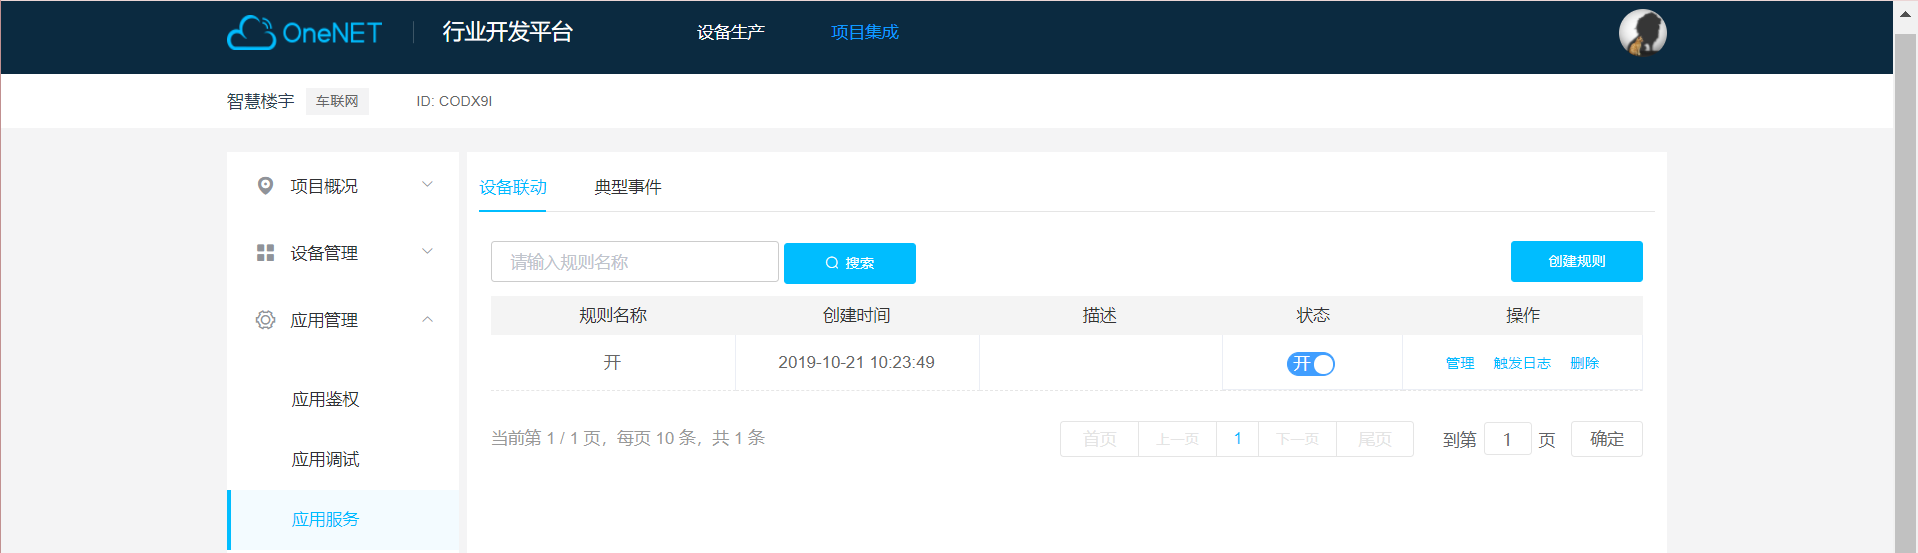 OneNET 行业开发平台 设备生产 项目集成
智慧楼宇 车联网 ID: CODX9I
项目概况
设备管理
应用管理
应用鉴权
应用调试
应用服务
设备联动 典型事件
请输入规则名称 搜索 创建规则
规则名称 创建时间 描述 状态 操作
开 2019-10-21 10:23:49 开 管理 触发日志 删除
当前第 1 / 1 页，每页 10 条，共 1 条 首页 上一页 1 下一页 尾页 到第 1 页 确定